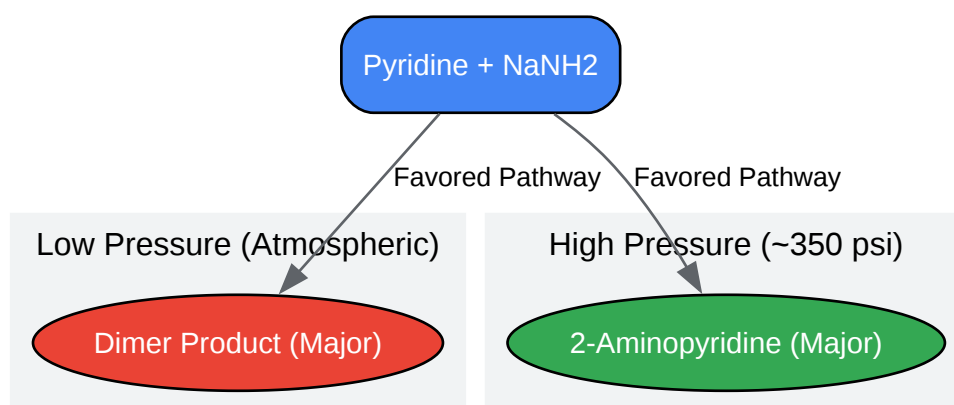 Pyridine + NaNH2
Favored Pathway
Favored Pathway
Low Pressure (Atmospheric)
High Pressure (~350 psi)
Dimer Product (Major)
2-Aminopyridine (Major)